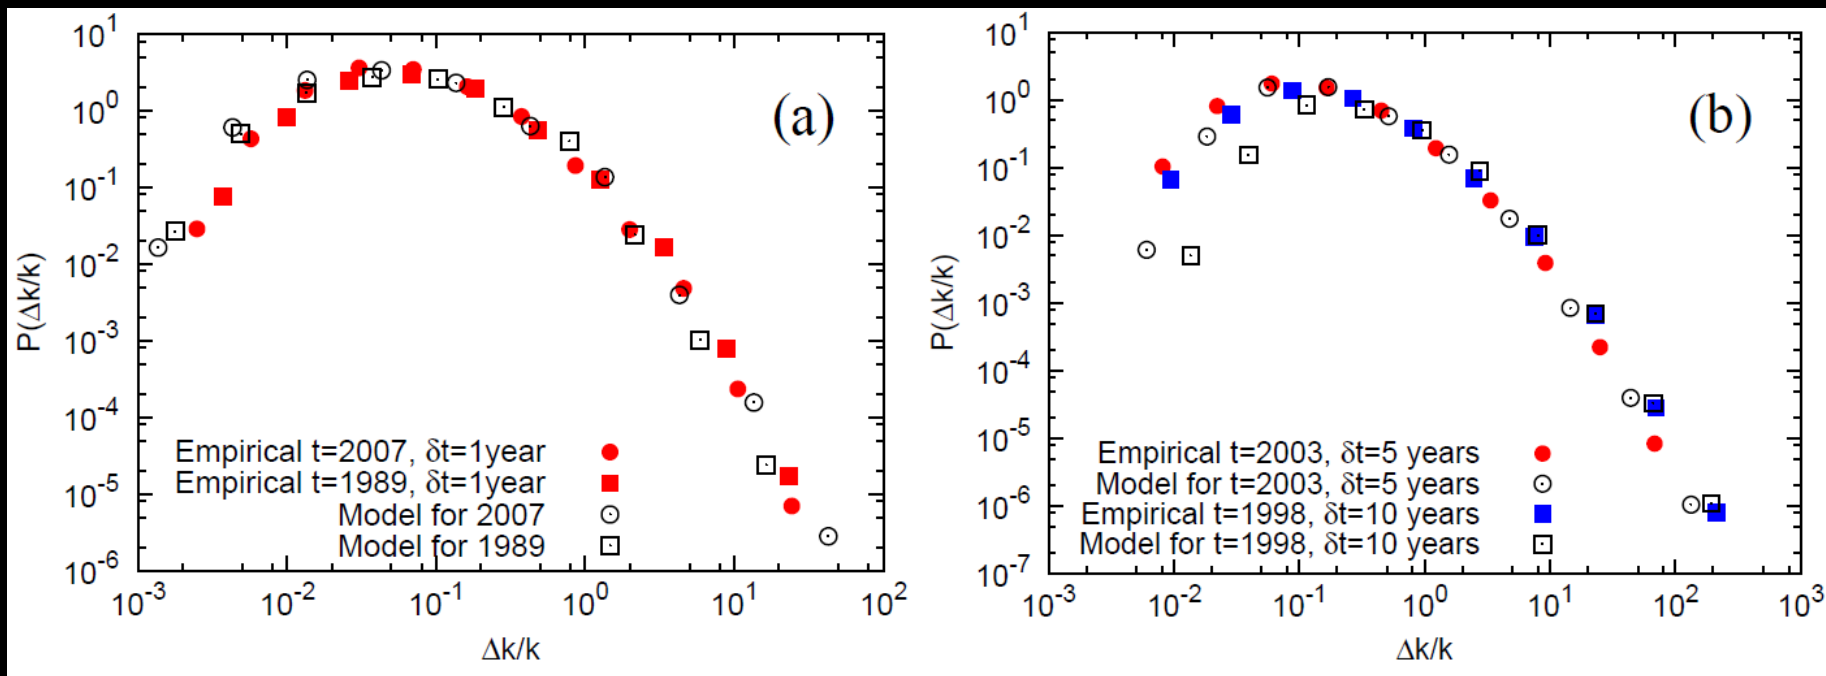 (a)
P(Δk/k)
10^1
10^0
10^-1
10^-2
10^-3
10^-4
10^-5
10^-6
Empirical t=2007, δt=1year
Empirical t=1989, δt=1year
Model for 2007
Model for 1989
10^-3 10^-2 10^-1 10^0 10^1 10^2
Δk/k
(b)
P(Δk/k)
10^1
10^0
10^-1
10^-2
10^-3
10^-4
10^-5
10^-6
10^-7
Empirical t=2003, δt=5 years
Model for t=2003, δt=5 years
Empirical t=1998, δt=10 years
Model for t=1998, δt=10 years
10^-3 10^-2 10^-1 10^0 10^1 10^2 10^3
Δk/k